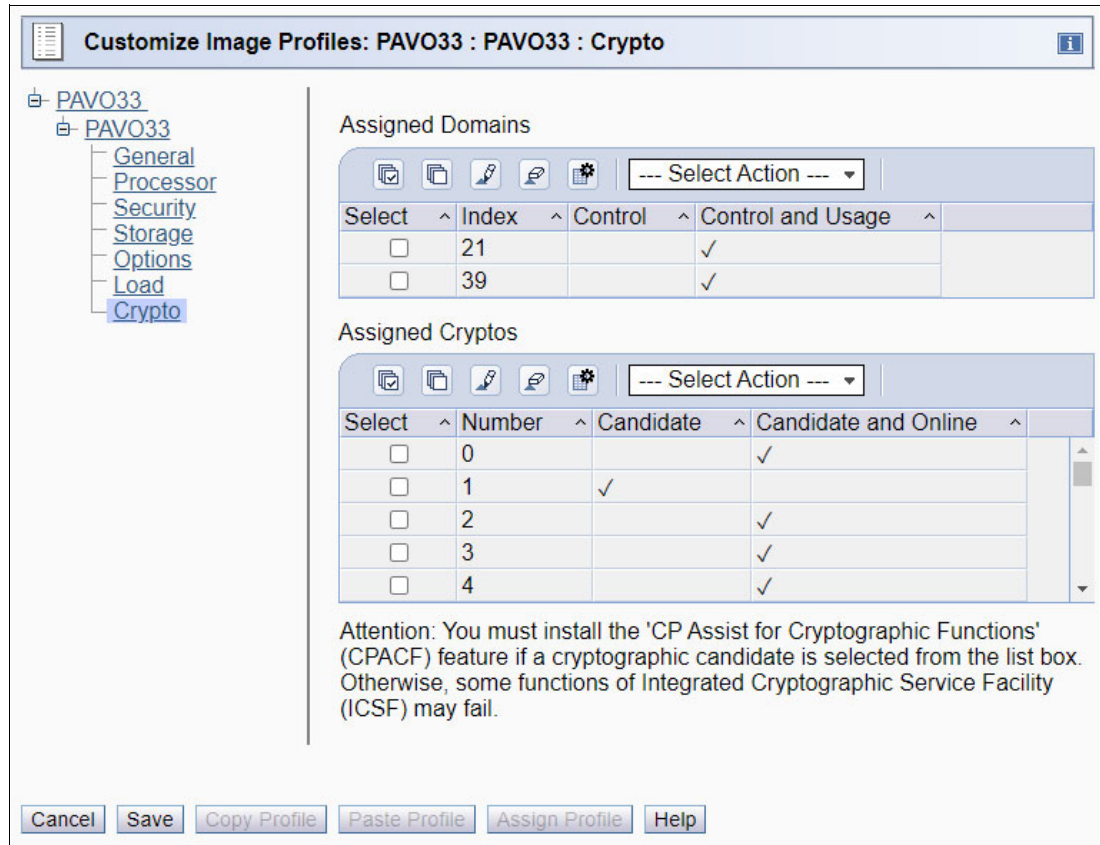 Customize Image Profiles: PAVO33 : PAVO33 : Crypto
PAVO33
PAVO33
General
Processor
Security
Storage
Options
Load
Crypto
Assigned Domains
--- Select Action ---
Select Index Control Control and Usage
21 ✓
39 ✓
Assigned Cryptos
--- Select Action ---
Select Number Candidate Candidate and Online
0 ✓
1 ✓
2 ✓
3 ✓
4 ✓
Attention: You must install the 'CP Assist for Cryptographic Functions'
(CPACF) feature if a cryptographic candidate is selected from the list box.
Otherwise, some functions of Integrated Cryptographic Service Facility
(ICSF) may fail.
Cancel Save Copy Profile Paste Profile Assign Profile Help